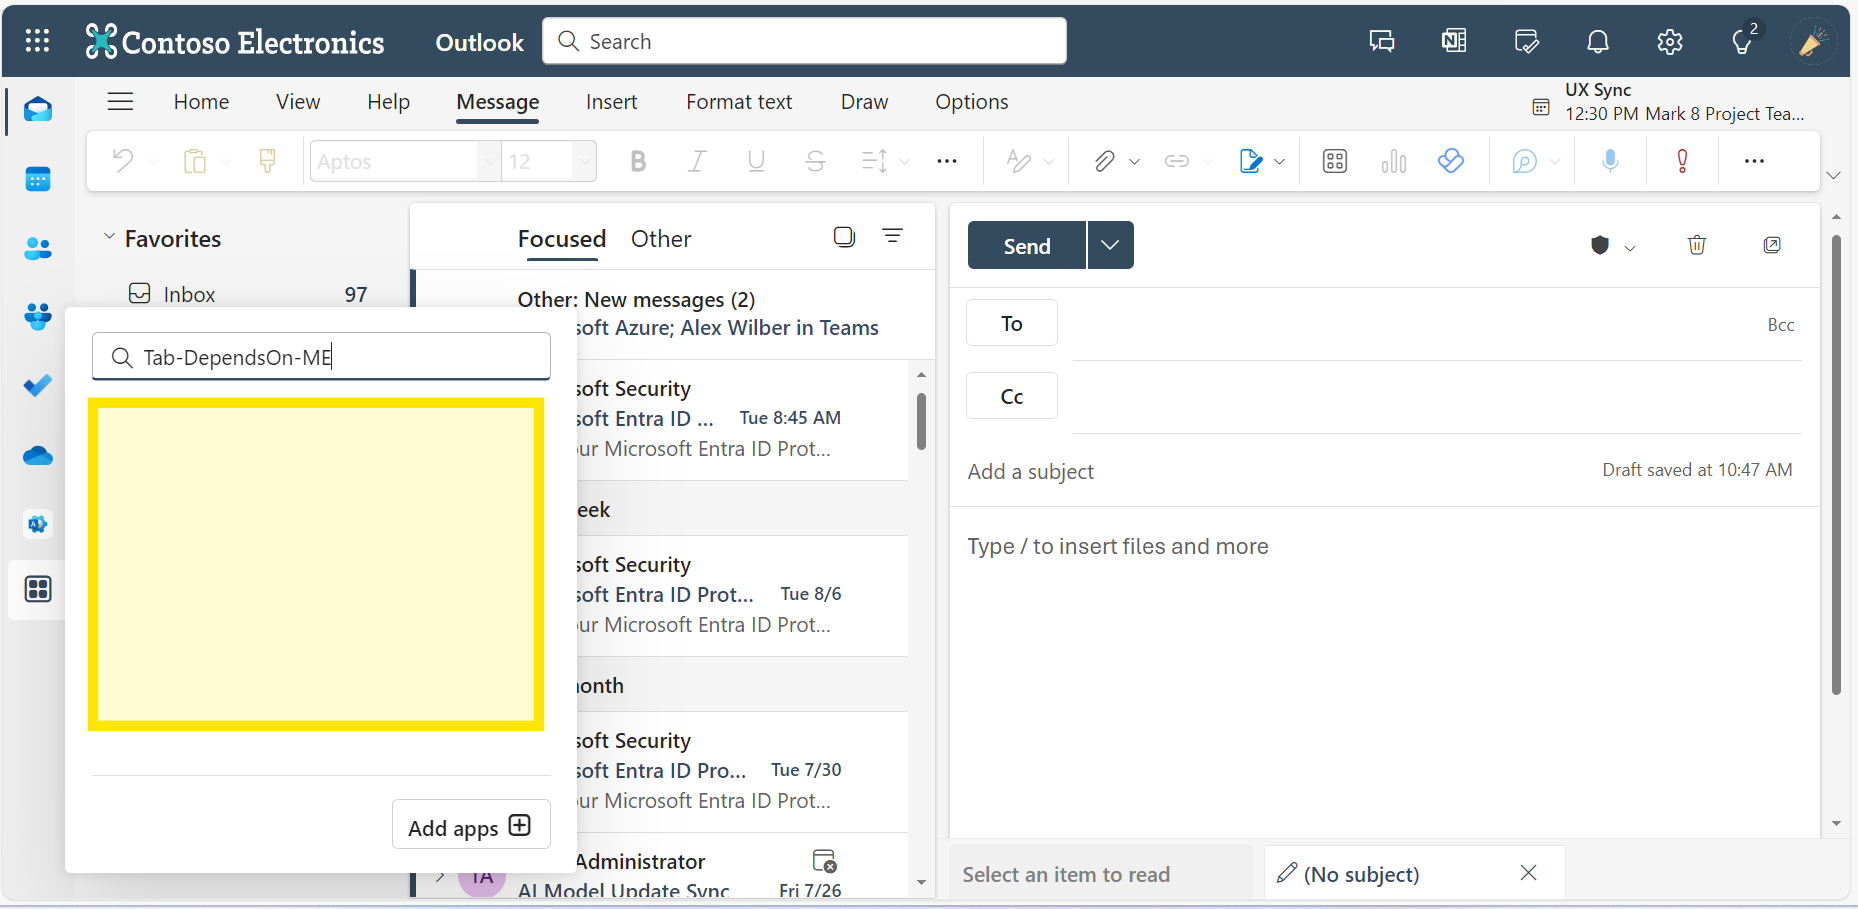 Contoso Electronics
Outlook
Search
2
Home View Help Message Insert Format text Draw Options
UX Sync
12:30 PM Mark 8 Project Tea...
Aptos 12
Favorites
Inbox 97
Tab-DependsOn-ME
Add apps
Focused Other
Other: New messages (2)
soft Azure; Alex Wilber in Teams
soft Security
soft Entra ID ... Tue 8:45 AM
ur Microsoft Entra ID Prot...
eek
soft Security
soft Entra ID Prot... Tue 8/6
ur Microsoft Entra ID Prot...
onth
soft Security
soft Entra ID Pro... Tue 7/30
ur Microsoft Entra ID Prot...
TA
Administrator
AI Model Update Sync Fri 7/26
Send
To
Bcc
Cc
Add a subject
Draft saved at 10:47 AM
Type / to insert files and more
Select an item to read
(No subject)